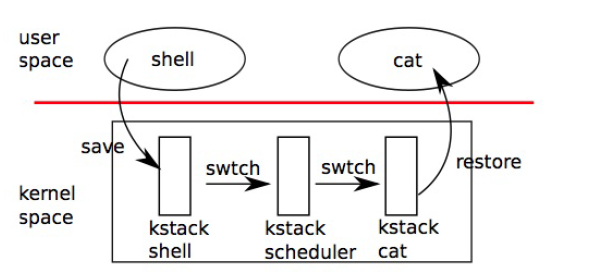 user
space
shell
cat
save
swtch
swtch
restore
kernel
space
kstack
shell
kstack
scheduler
kstack
cat